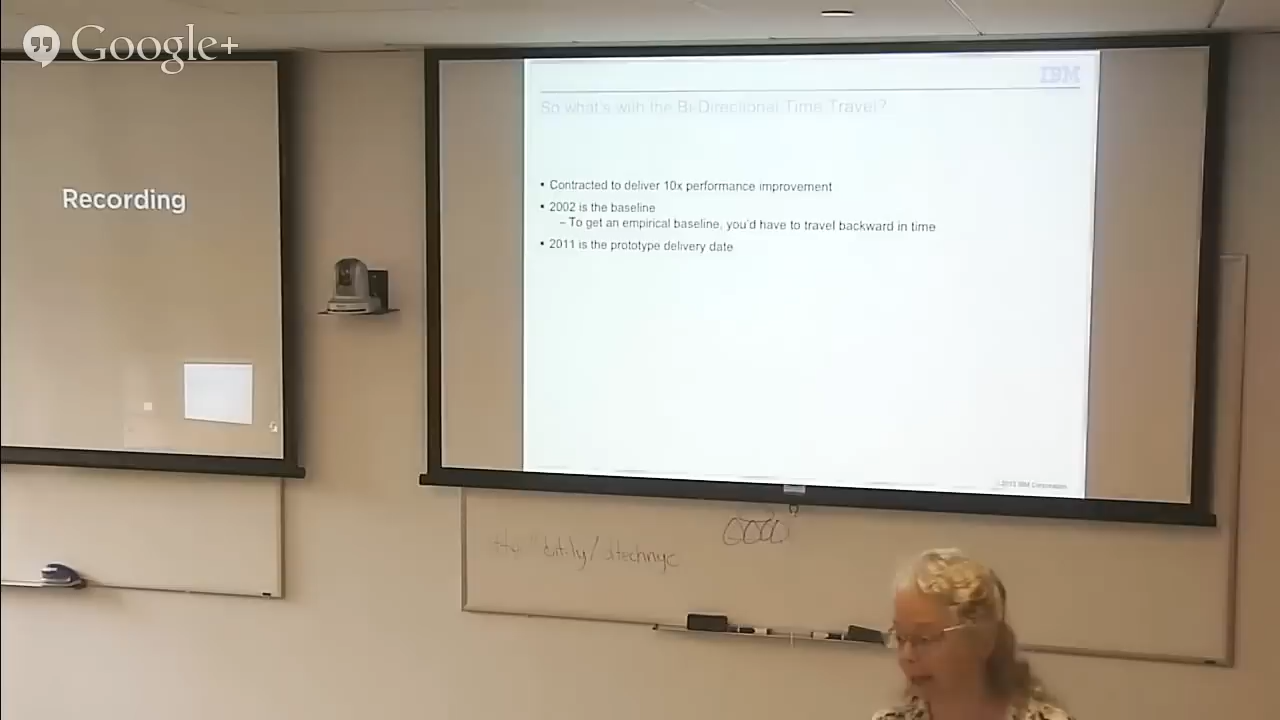 Google+
Recording
IBM
So what's with the Bi-Directional Time Travel?
• Contracted to deliver 10x performance improvement
• 2002 is the baseline
– To get an empirical baseline, you'd have to travel backward in time
• 2011 is the prototype delivery date
IBM Corporation
bit.ly/dtechnyc